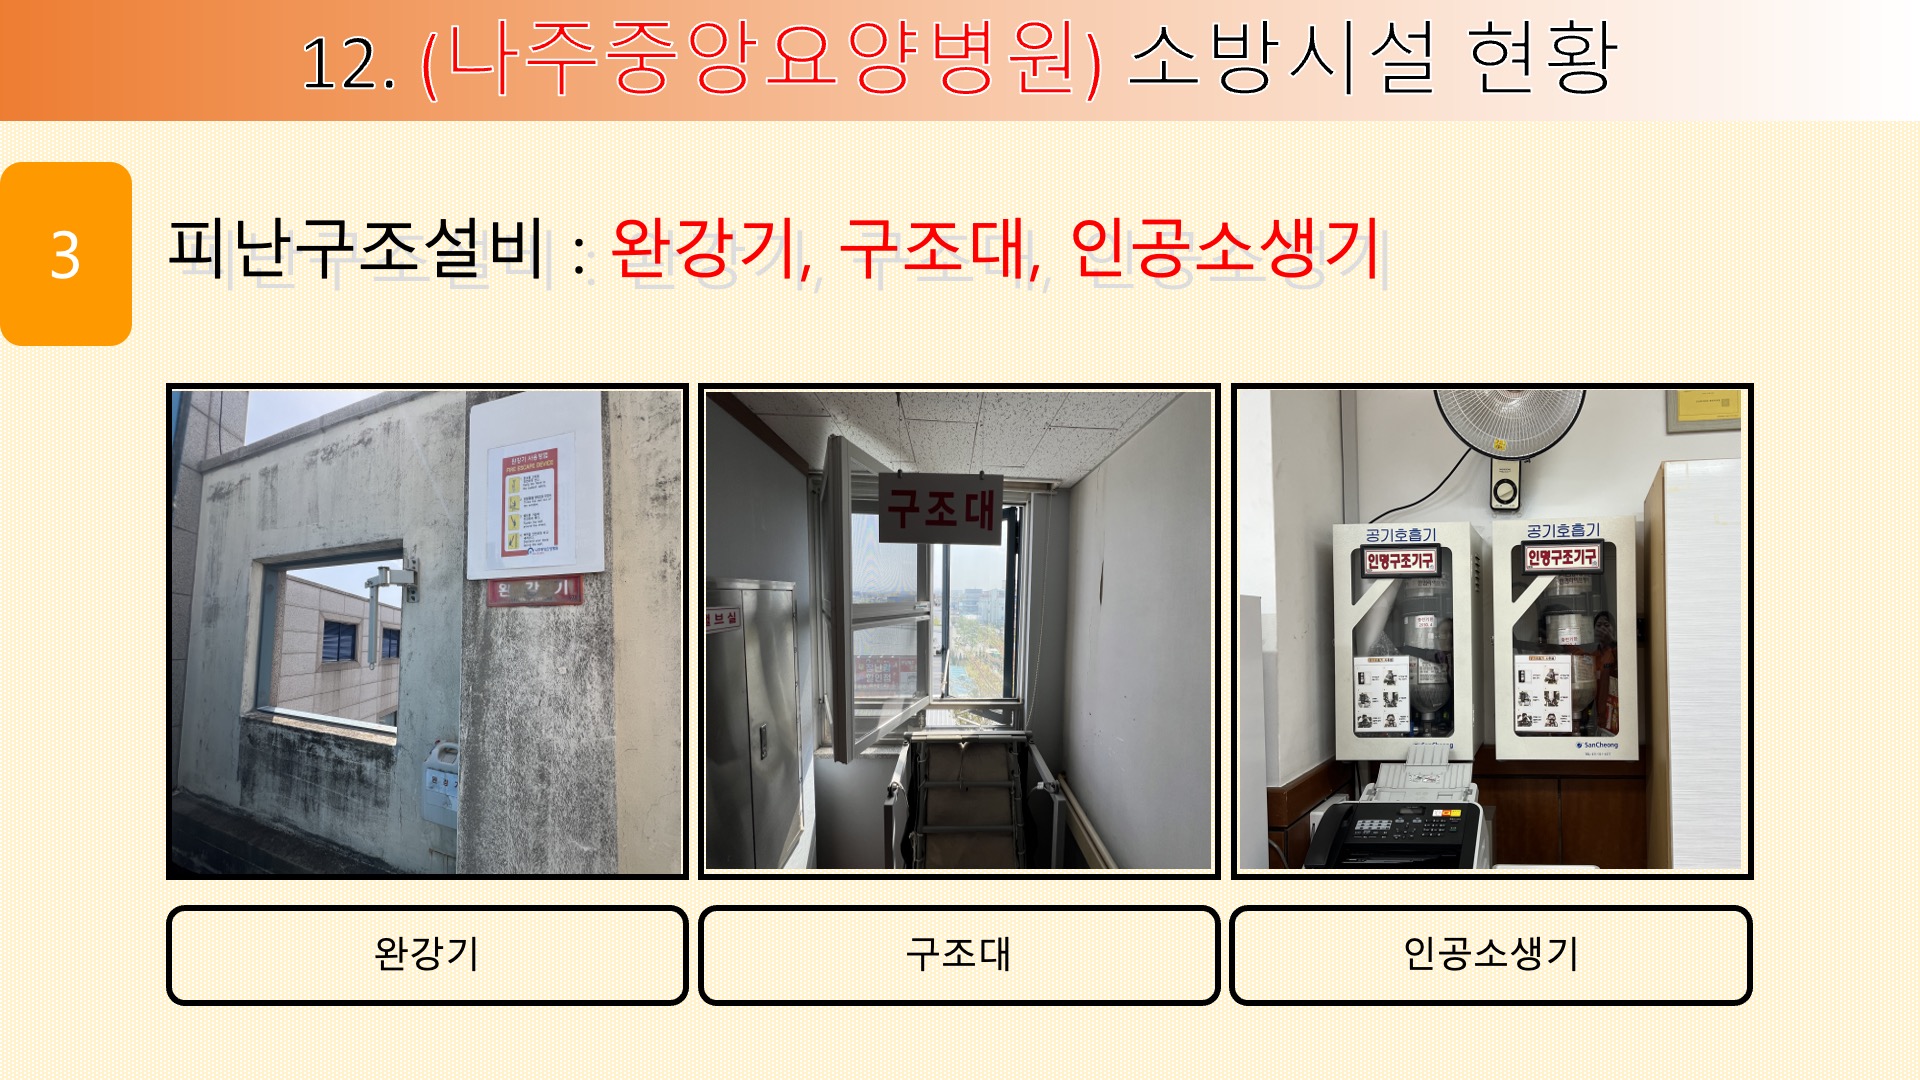 12. (나주중앙요양병원) 소방시설 현황
3
피난구조설비 : 완강기, 구조대, 인공소생기
완강기 사용방법
FIRE ESCAPE DEVICE
완강기
구조대
공기호흡기
인명구조기구
공기호흡기
인명구조기구
SanCheong
완강기
구조대
인공소생기